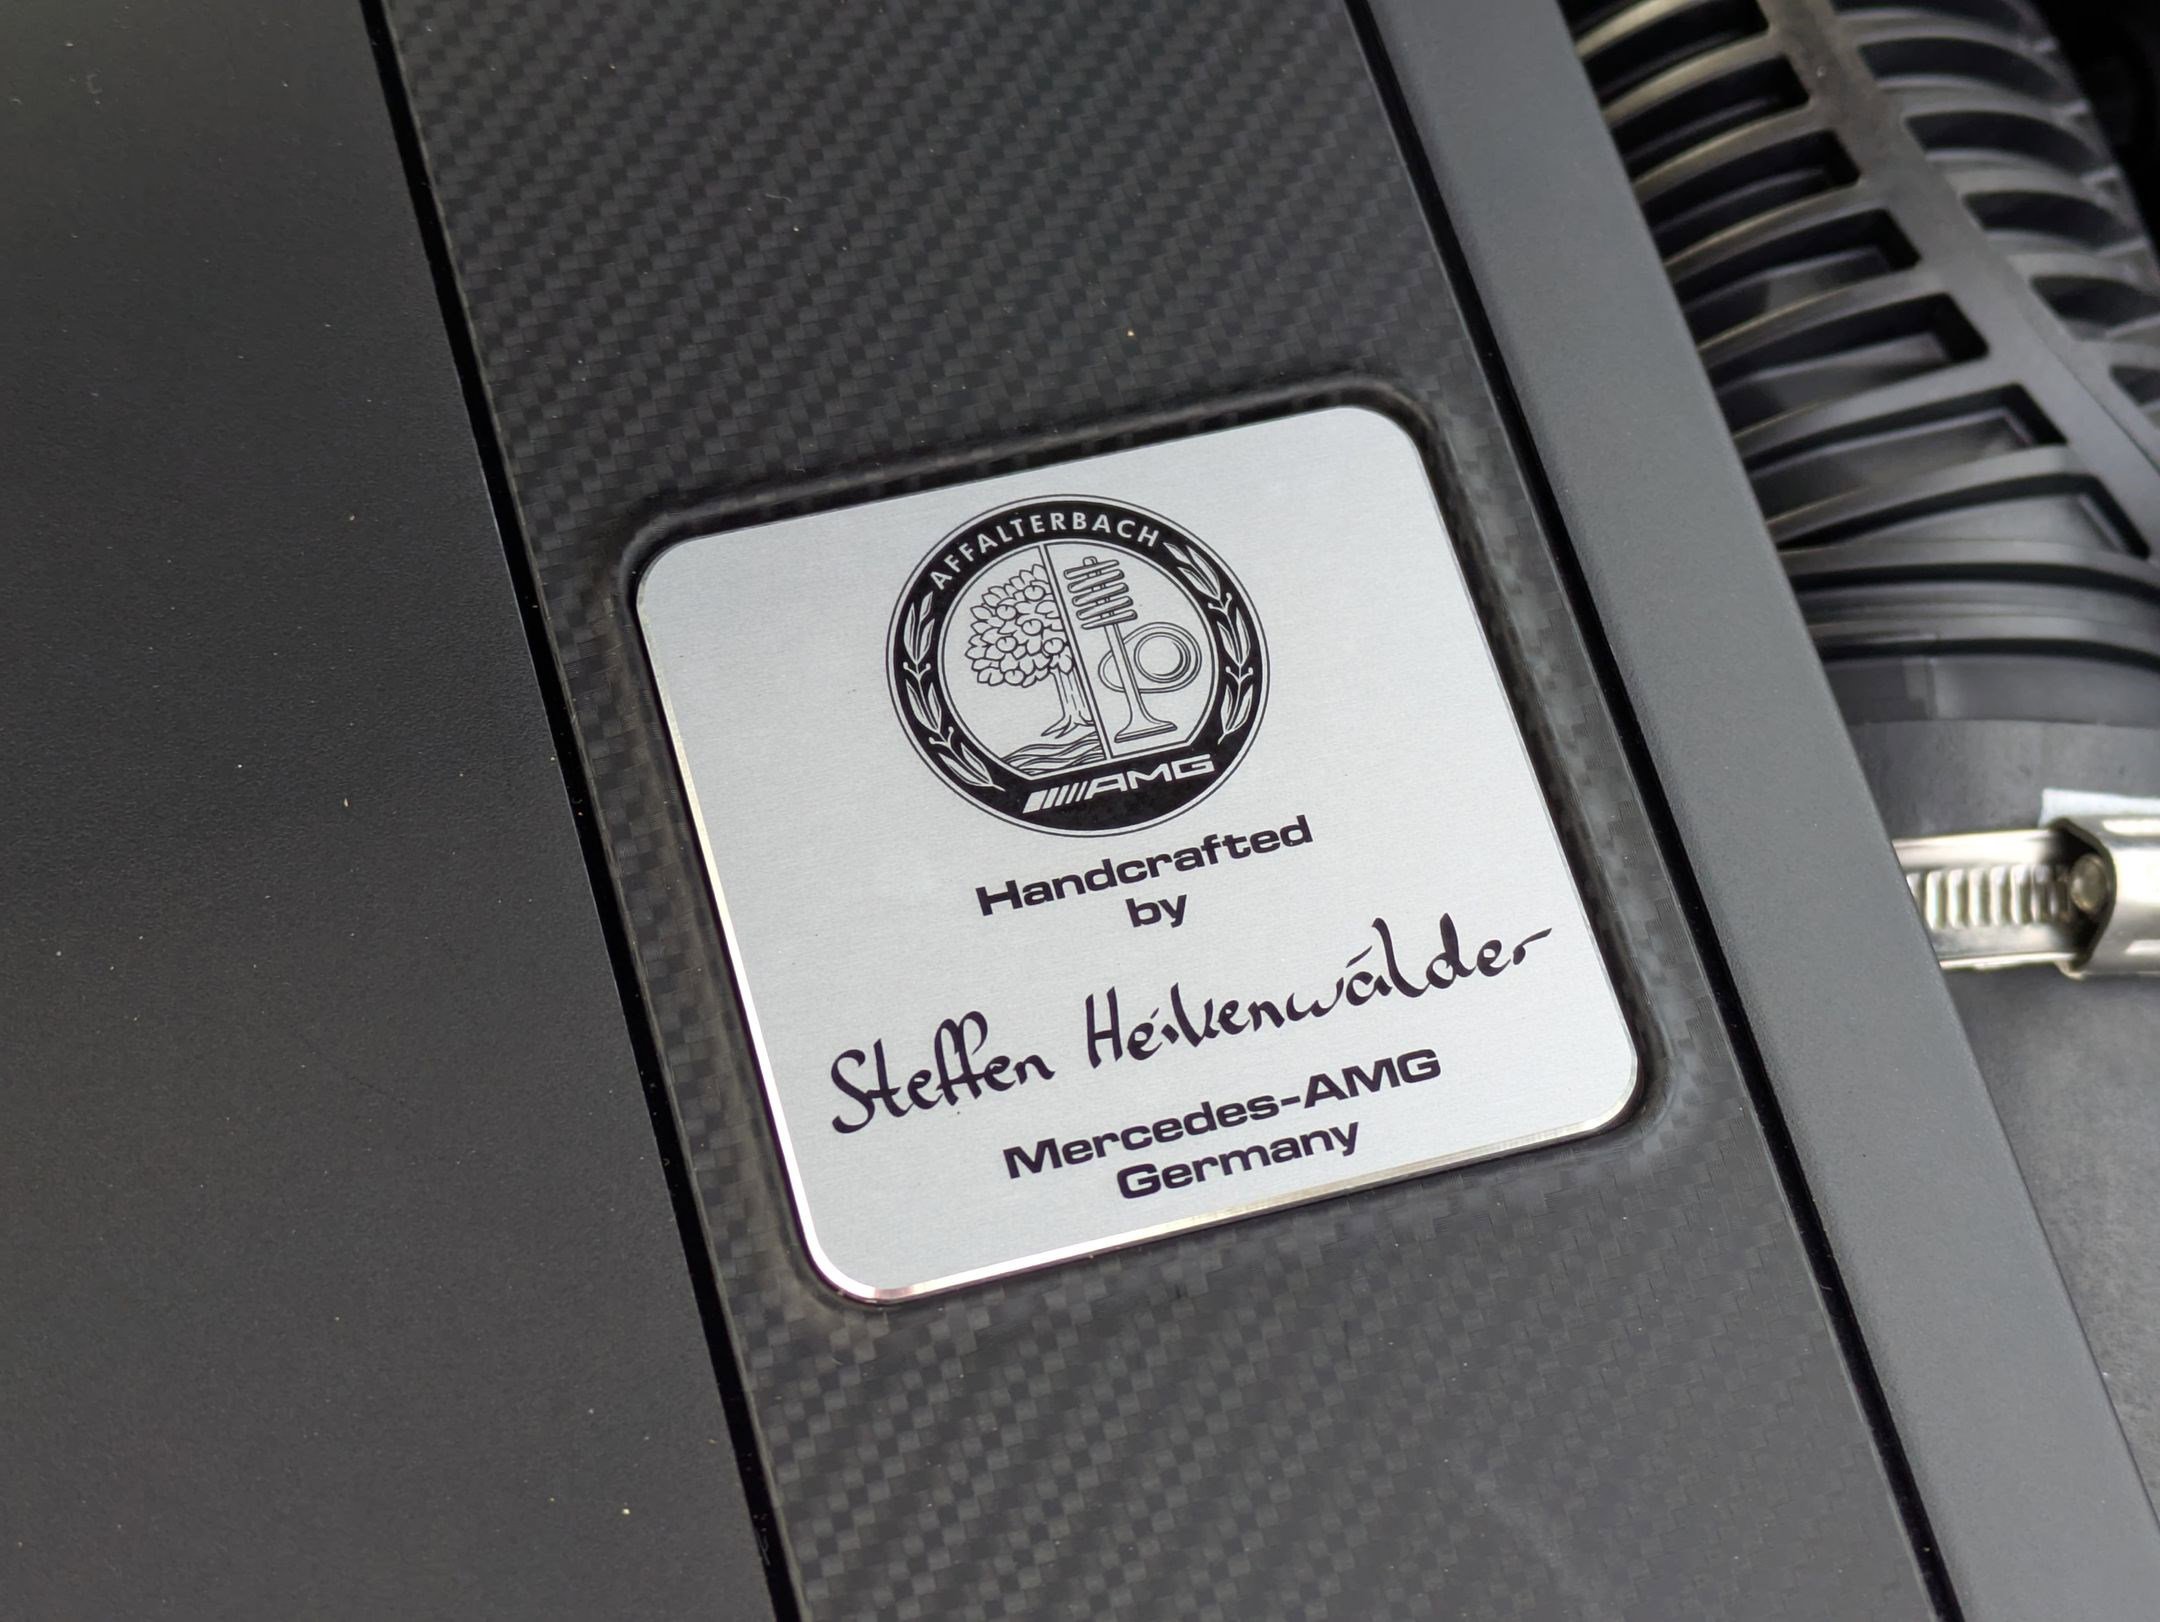 AFFALTERBACH
AMG
Handcrafted
by
Steffen Heikenwälder
Mercedes-AMG
Germany